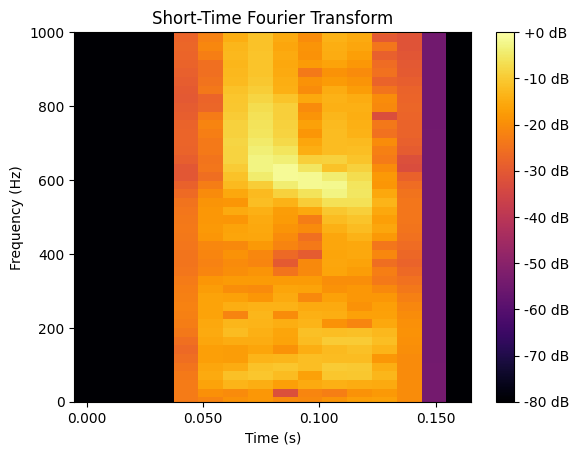 Short-Time Fourier Transform
Frequency (Hz)
1000
800
600
400
200
0
0.000
0.050
0.100
0.150
Time (s)
+0 dB
-10 dB
-20 dB
-30 dB
-40 dB
-50 dB
-60 dB
-70 dB
-80 dB